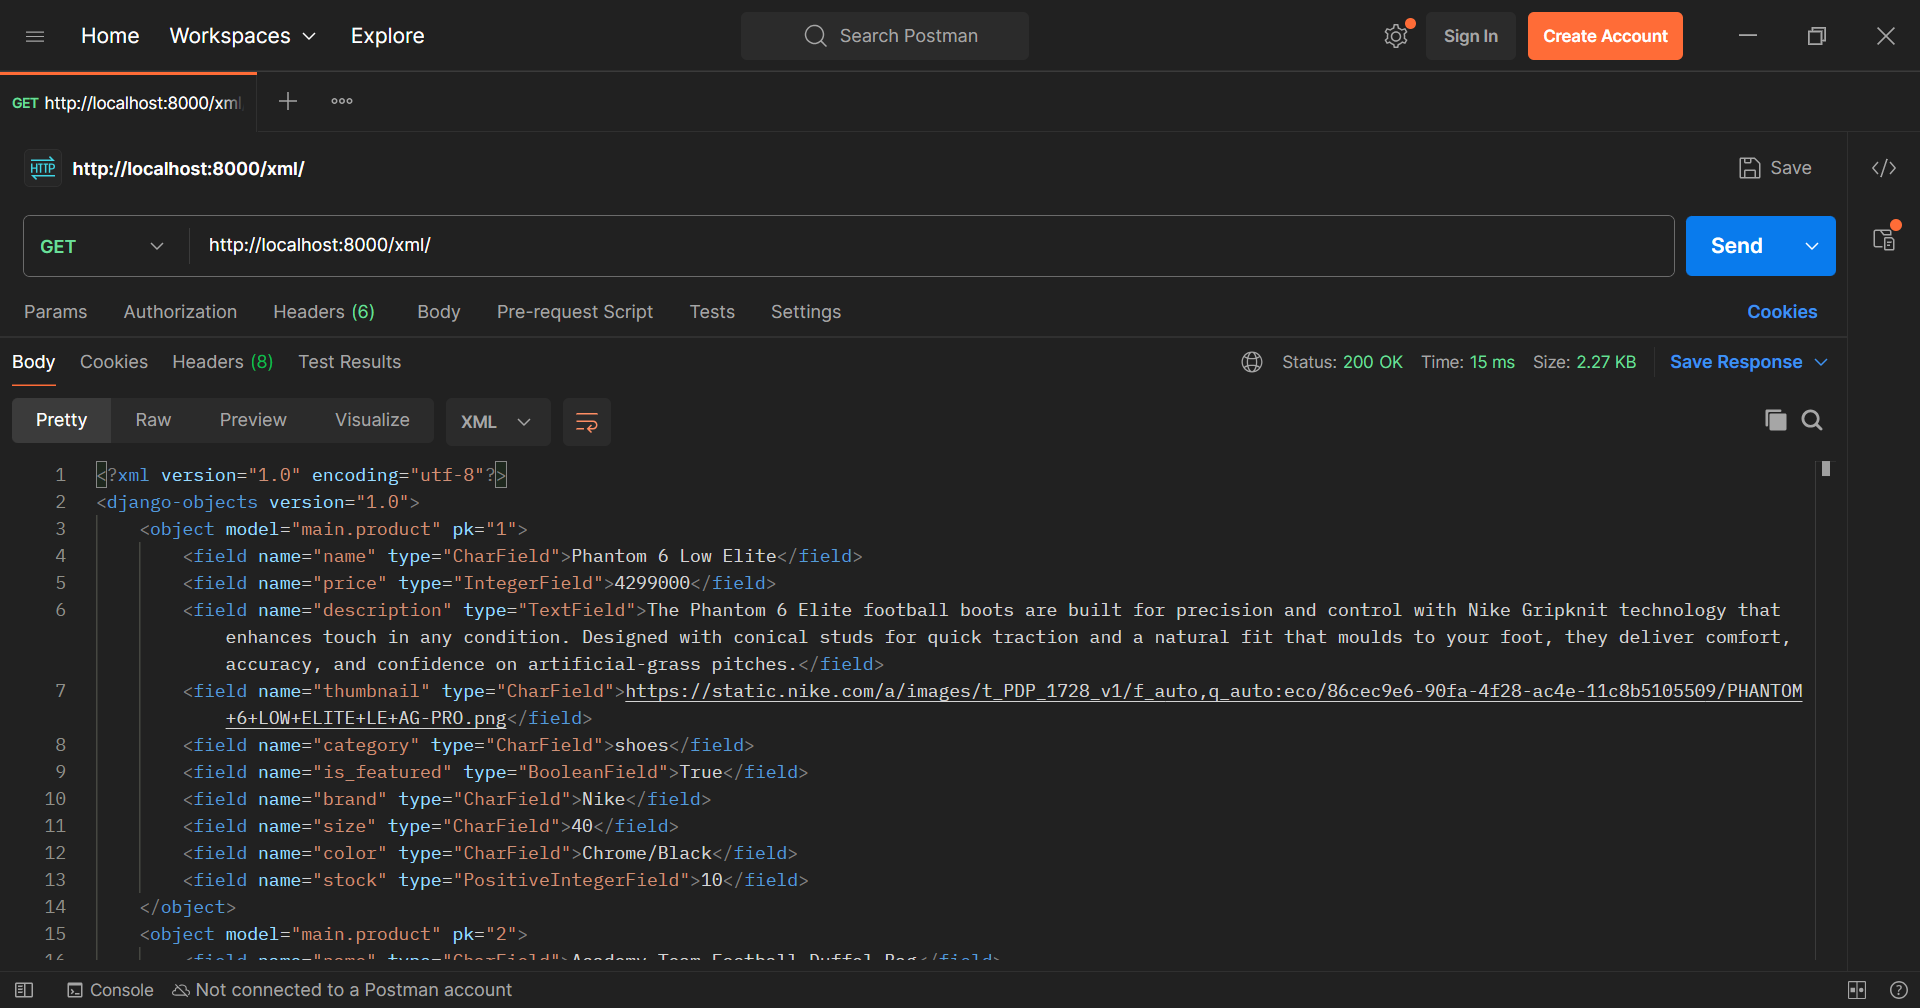 Home Workspaces Explore Search Postman Sign In Create Account
GET http://localhost:8000/xml
HTTP http://localhost:8000/xml/ Save </>
GET http://localhost:8000/xml/ Send
Params Authorization Headers (6) Body Pre-request Script Tests Settings Cookies
Body Cookies Headers (8) Test Results Status: 200 OK Time: 15 ms Size: 2.27 KB Save Response
Pretty Raw Preview Visualize XML
1 <?xml version="1.0" encoding="utf-8"?>
2 <django-objects version="1.0">
3 <object model="main.product" pk="1">
4 <field name="name" type="CharField">Phantom 6 Low Elite</field>
5 <field name="price" type="IntegerField">4299000</field>
6 <field name="description" type="TextField">The Phantom 6 Elite football boots are built for precision and control with Nike Gripknit technology that
enhances touch in any condition. Designed with conical studs for quick traction and a natural fit that moulds to your foot, they deliver comfort,
accuracy, and confidence on artificial-grass pitches.</field>
7 <field name="thumbnail" type="CharField">https://static.nike.com/a/images/t_PDP_1728_v1/f_auto,q_auto:eco/86cec9e6-90fa-4f28-ac4e-11c8b5105509/PHANTOM
+6+LOW+ELITE+LE+AG-PRO.png</field>
8 <field name="category" type="CharField">shoes</field>
9 <field name="is_featured" type="BooleanField">True</field>
10 <field name="brand" type="CharField">Nike</field>
11 <field name="size" type="CharField">40</field>
12 <field name="color" type="CharField">Chrome/Black</field>
13 <field name="stock" type="PositiveIntegerField">10</field>
14 </object>
15 <object model="main.product" pk="2">
16 <field name="name" type="CharField">Academy Team Football Duffel Bag</field>
Console Not connected to a Postman account